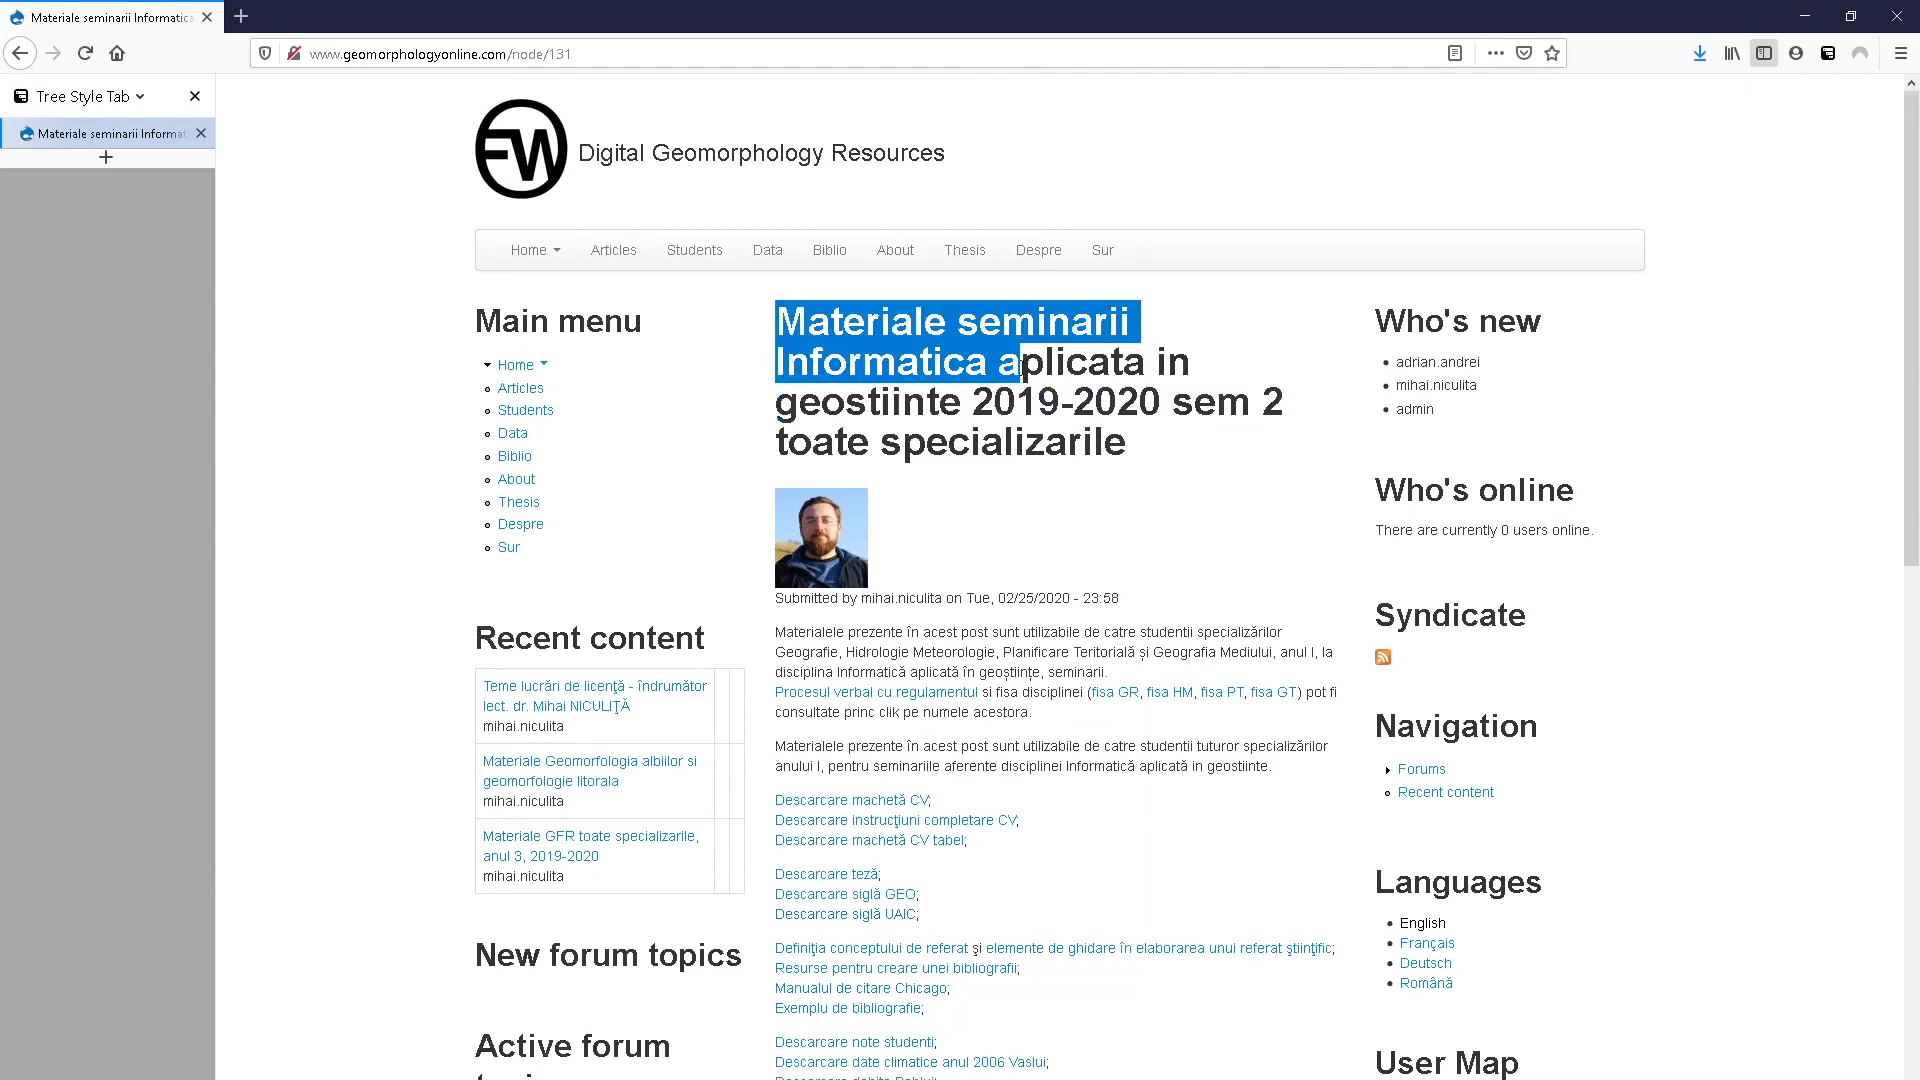 Materiale seminarii Informatica
www.geomorphologyonline.com/node/131
Tree Style Tab
Materiale seminarii Informat
EW
Digital Geomorphology Resources
Home Articles Students Data Biblio About Thesis Despre Sur
Main menu
Home
Articles
Students
Data
Biblio
About
Thesis
Despre
Sur
Recent content
Teme lucrări de licenţă - îndrumător
lect. dr. Mihai NICULIŢĂ
mihai.niculita
Materiale Geomorfologia albiilor si
geomorfologie litorala
mihai.niculita
Materiale GFR toate specializarile,
anul 3, 2019-2020
mihai.niculita
New forum topics
Active forum
Materiale seminarii
Informatica aplicata in
geostiinte 2019-2020 sem 2
toate specializarile
Submitted by mihai.niculita on Tue, 02/25/2020 - 23:58
Materialele prezente în acest post sunt utilizabile de catre studentii specializărilor
Geografie, Hidrologie Meteorologie, Planificare Teritorială și Geografia Mediului, anul I, la
disciplina Informatică aplicată în geoștiințe, seminarii.
Procesul verbal cu regulamentul si fisa disciplinei (fisa GR, fisa HM, fisa PT, fisa GT) pot fi
consultate princ clik pe numele acestora.
Materialele prezente în acest post sunt utilizabile de catre studentii tuturor specializărilor
anului I, pentru seminariile aferente disciplinei Informatică aplicată in geostiinte.
Descarcare machetă CV;
Descarcare instrucţiuni completare CV;
Descarcare machetă CV tabel;
Descarcare teză;
Descarcare siglă GEO;
Descarcare siglă UAIC;
Definiţia conceptului de referat şi elemente de ghidare în elaborarea unui referat ştiinţific;
Resurse pentru creare unei bibliografii;
Manualul de citare Chicago;
Exemplu de bibliografie;
Descarcare note studenti;
Descarcare date climatice anul 2006 Vaslui;
Who's new
adrian.andrei
mihai.niculita
admin
Who's online
There are currently 0 users online.
Syndicate
Navigation
Forums
Recent content
Languages
English
Français
Deutsch
Română
User Map